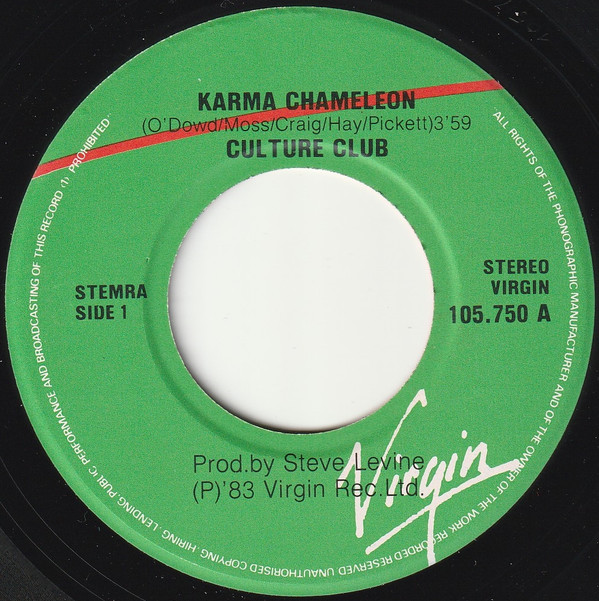 KARMA CHAMELEON
(O'Dowd/Moss/Craig/Hay/Pickett)3'59
CULTURE CLUB
STEMRA
SIDE 1
STEREO
VIRGIN
105.750 A
Prod.by Steve Levine
(P)'83 Virgin Rec.Ltd.
Virgin
ALL RIGHTS OF THE PHONOGRAPHIC MANUFACTURER AND OF THE OWNER OF THE WORK RECORDED RESERVED UNAUTHORISED COPYING HIRING, LENDING, PUBLIC PERFORMANCE AND BROADCASTING OF THIS RECORD (1) PROHIBITED